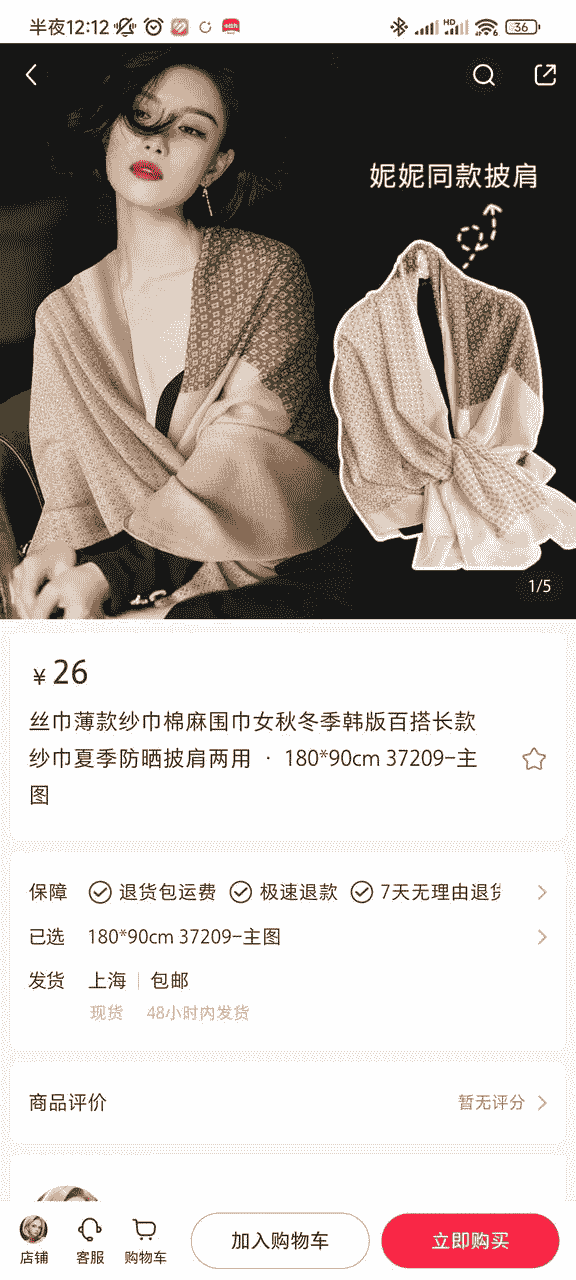 半夜12:12
HD
6
36
妮妮同款披肩
1/5
¥ 26
丝巾薄款纱巾棉麻围巾女秋冬季韩版百搭长款
纱巾夏季防晒披肩两用 · 180*90cm 37209-主
图
保障 退货包运费 极速退款 7天无理由退货
已选 180*90cm 37209-主图
发货 上海 | 包邮
现货 48小时内发货
商品评价 暂无评分
店铺 客服 购物车 加入购物车 立即购买